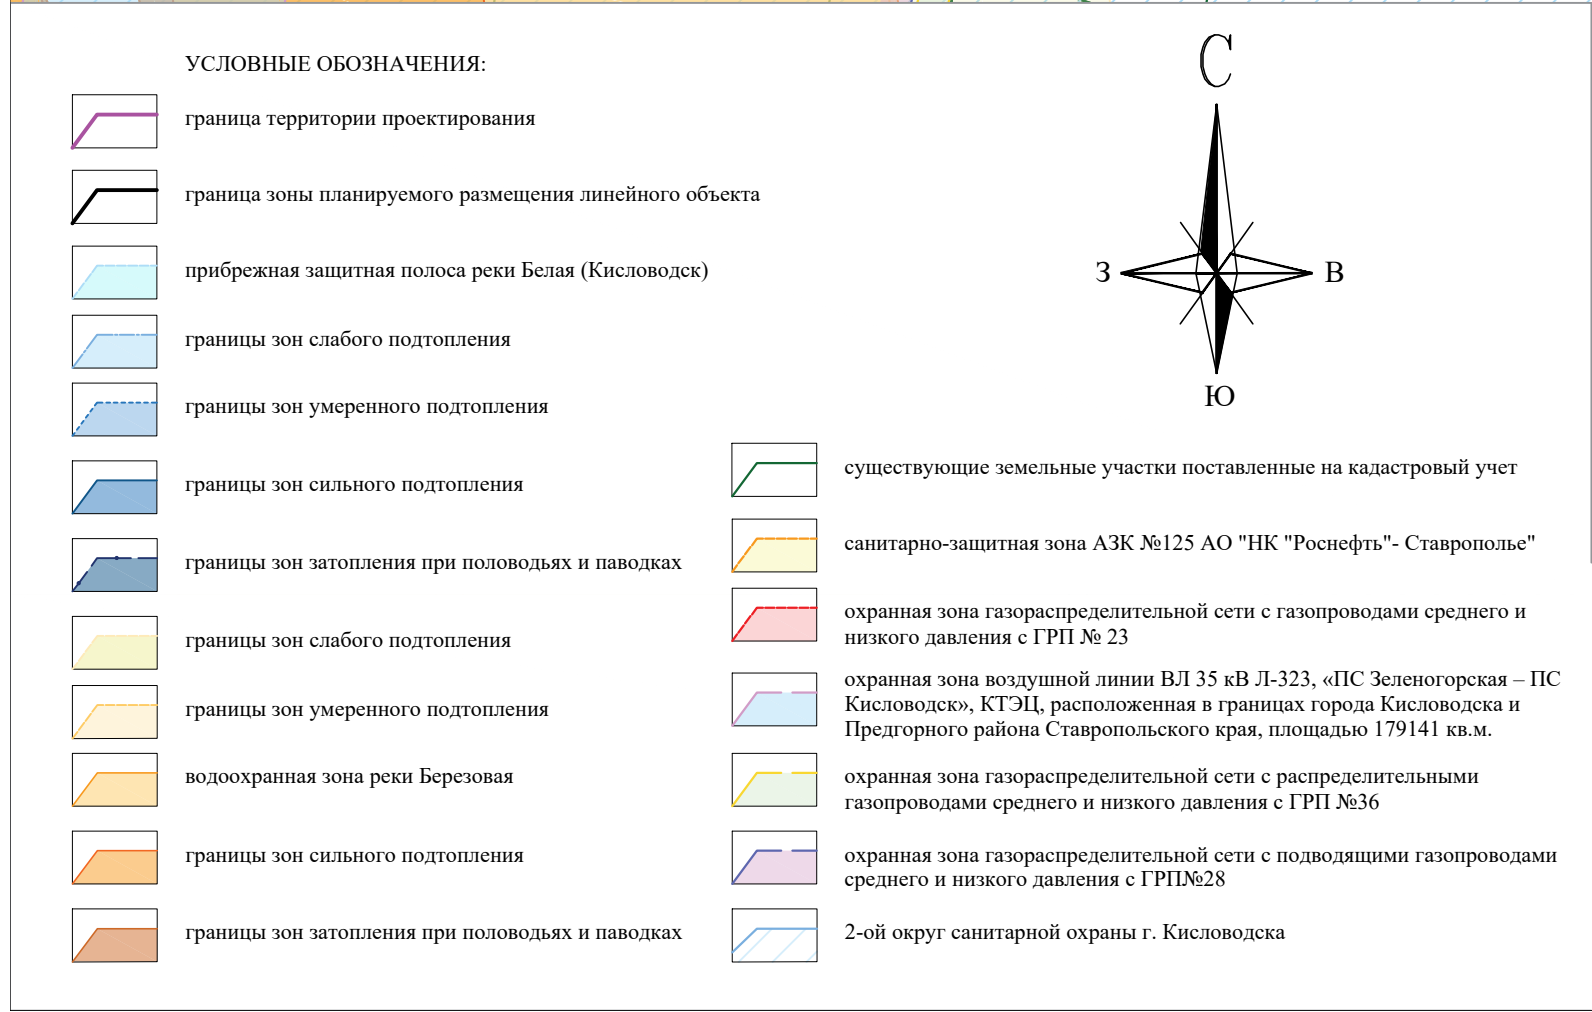 УСЛОВНЫЕ ОБОЗНАЧЕНИЯ:
граница территории проектирования
граница зоны планируемого размещения линейного объекта
прибрежная защитная полоса реки Белая (Кисловодск)
границы зон слабого подтопления
границы зон умеренного подтопления
границы зон сильного подтопления
границы зон затопления при половодьях и паводках
границы зон слабого подтопления
границы зон умеренного подтопления
водоохранная зона реки Березовая
границы зон сильного подтопления
границы зон затопления при половодьях и паводках
С
З
В
Ю
существующие земельные участки поставленные на кадастровый учет
санитарно-защитная зона АЗК №125 АО "НК "Роснефть"- Ставрополье"
охранная зона газораспределительной сети с газопроводами среднего и
низкого давления с ГРП № 23
охранная зона воздушной линии ВЛ 35 кВ Л-323, «ПС Зеленогорская – ПС
Кисловодск», КТЭЦ, расположенная в границах города Кисловодска и
Предгорного района Ставропольского края, площадью 179141 кв.м.
охранная зона газораспределительной сети с распределительными
газопроводами среднего и низкого давления с ГРП №36
охранная зона газораспределительной сети с подводящими газопроводами
среднего и низкого давления с ГРП№28
2-ой округ санитарной охраны г. Кисловодска